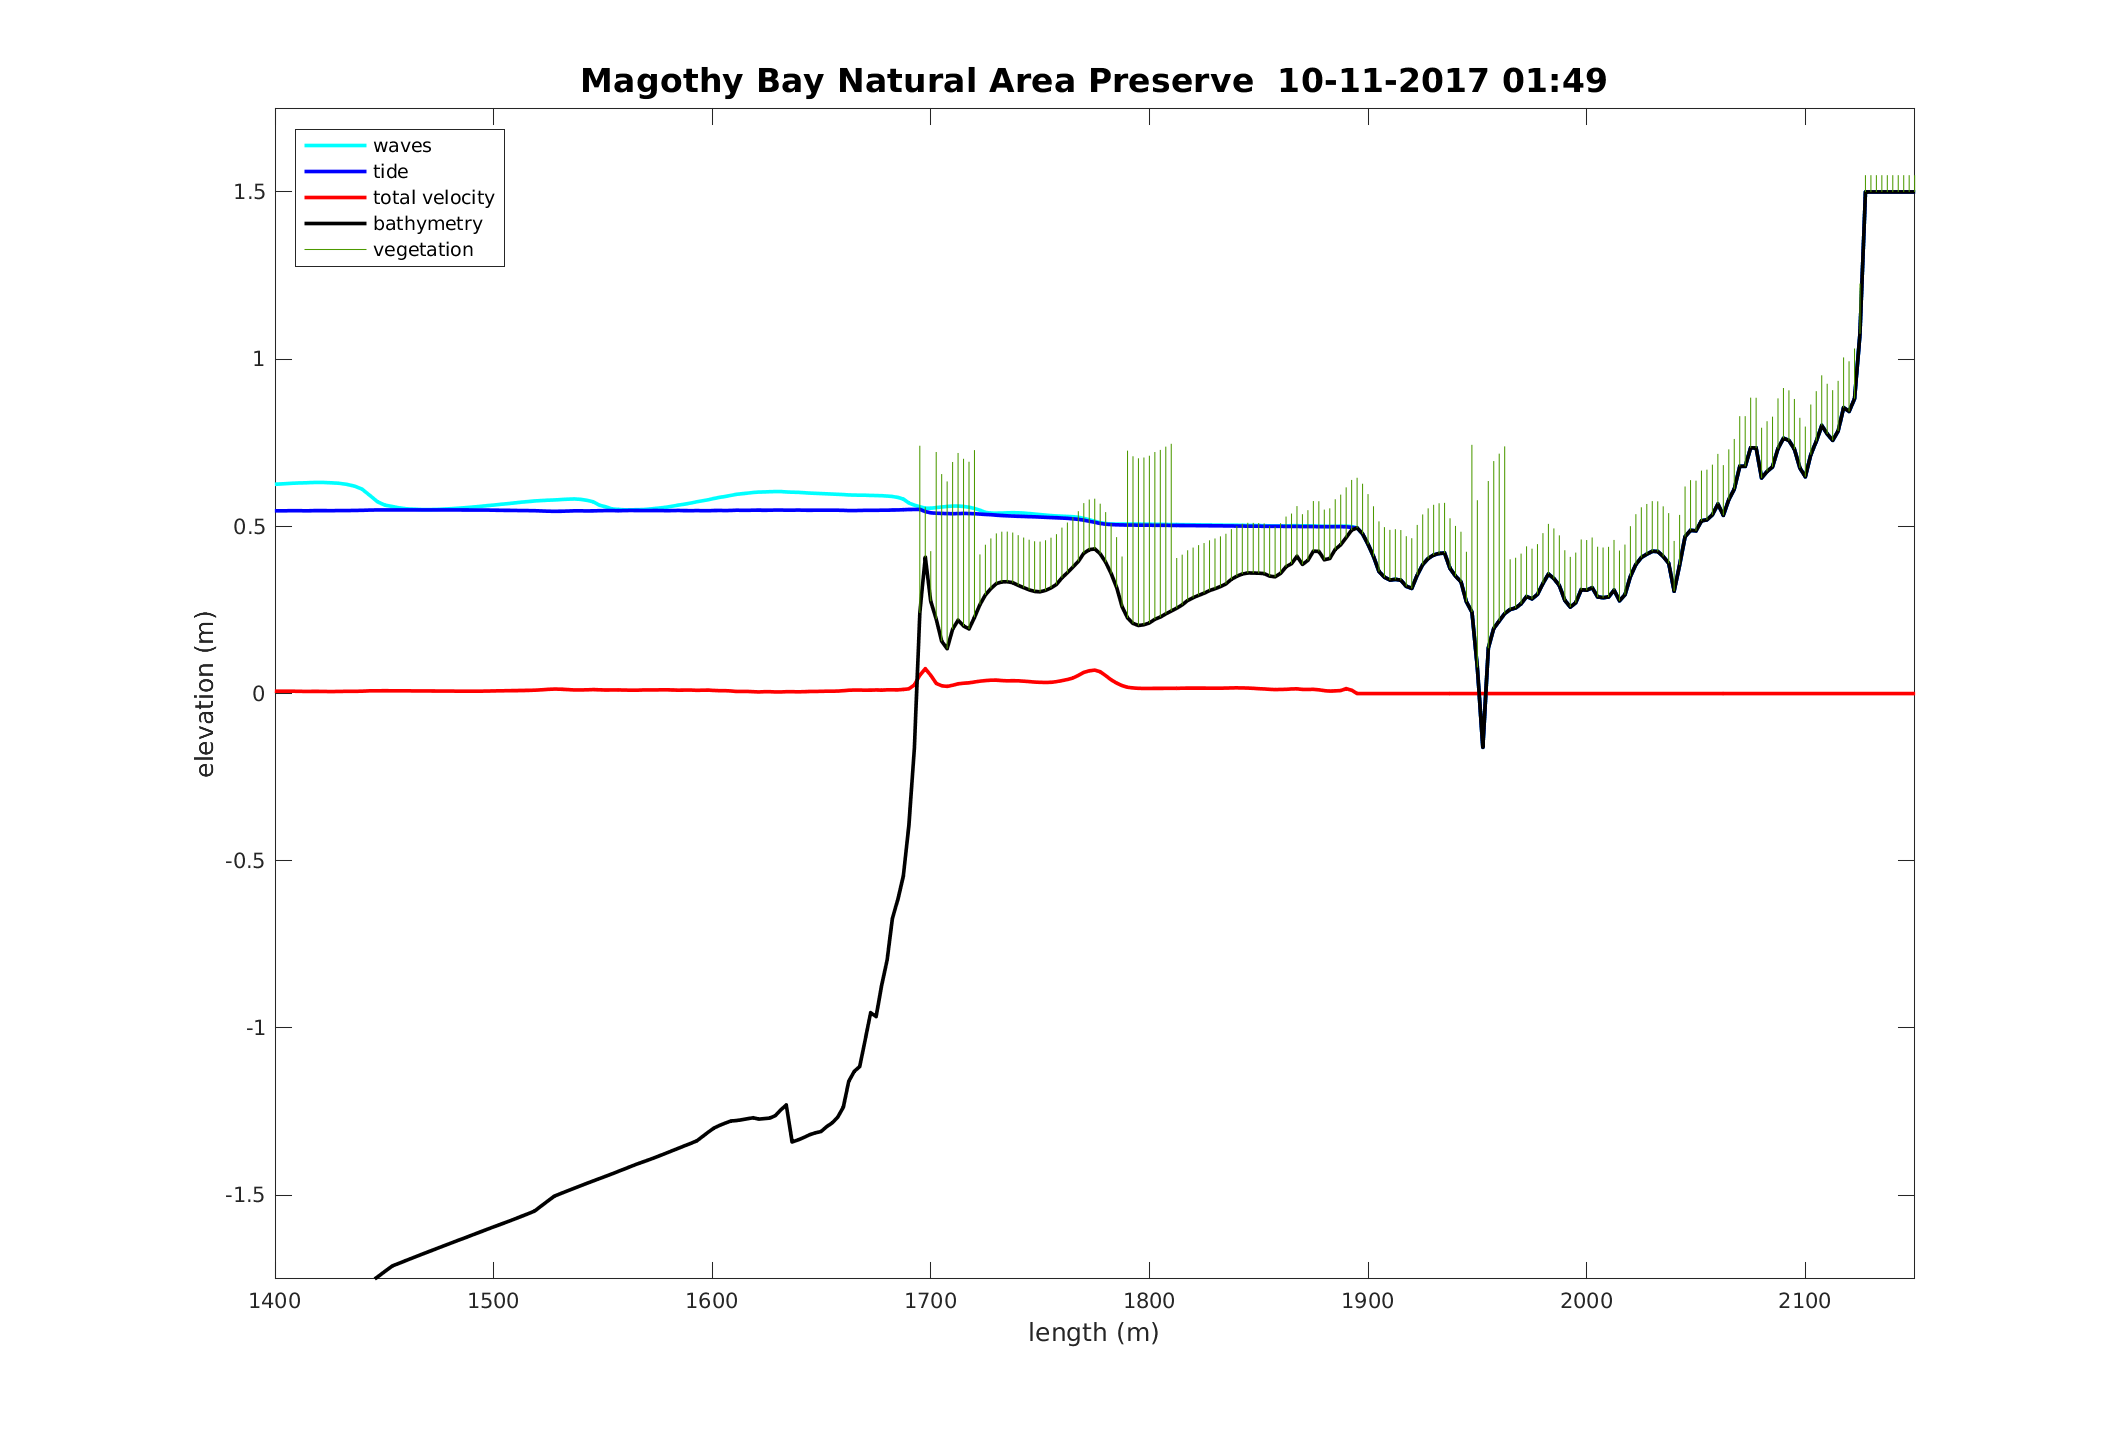 Magothy Bay Natural Area Preserve  10-11-2017 01:49
waves
tide
total velocity
bathymetry
vegetation
1.5
1
0.5
0
-0.5
-1
-1.5
elevation (m)
1400 1500 1600 1700 1800 1900 2000 2100
length (m)